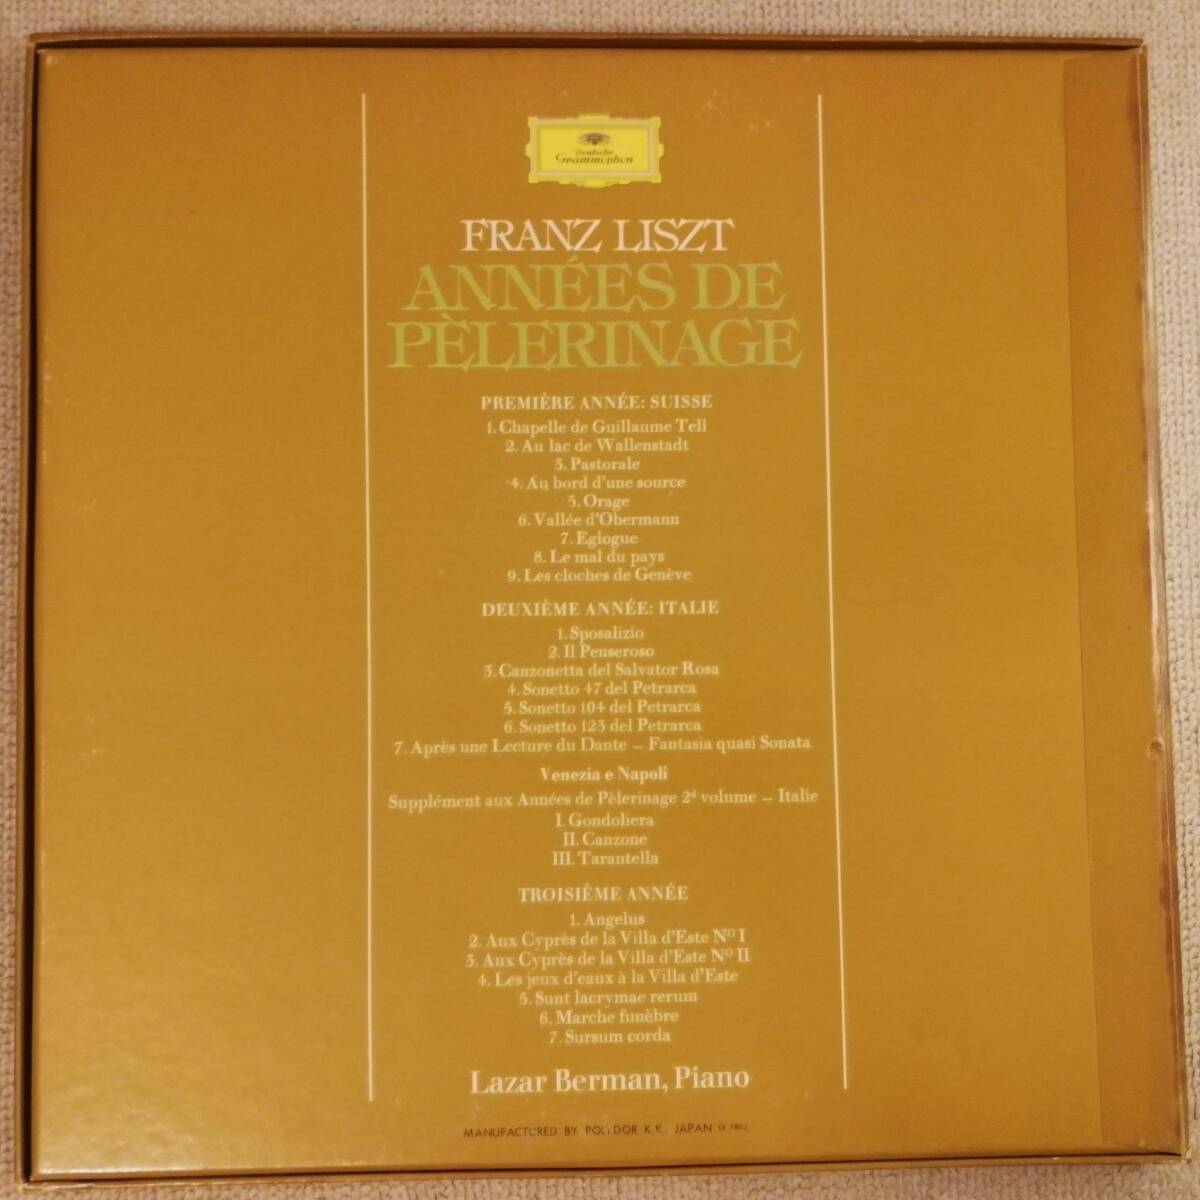 Deutsche
Grammophon
FRANZ LISZT
ANNÉES DE
PÈLERINAGE
PREMIÈRE ANNÉE: SUISSE
1. Chapelle de Guillaume Tell
2. Au lac de Wallenstadt
3. Pastorale
4. Au bord d'une source
5. Orage
6. Vallée d'Obermann
7. Eglogue
8. Le mal du pays
9. Les cloches de Genève
DEUXIÈME ANNÉE: ITALIE
1. Sposalizio
2. Il Penseroso
3. Canzonetta del Salvator Rosa
4. Sonetto 47 del Petrarca
5. Sonetto 104 del Petrarca
6. Sonetto 123 del Petrarca
7. Après une Lecture du Dante – Fantasia quasi Sonata
Venezia e Napoli
Supplément aux Années de Pèlerinage 2d volume – Italie
I. Gondoliera
II. Canzone
III. Tarantella
TROISIÈME ANNÉE
1. Angelus
2. Aux Cyprès de la Villa d'Este Nº I
3. Aux Cyprès de la Villa d'Este Nº II
4. Les jeux d'eaux à la Villa d'Este
5. Sunt lacrymae rerum
6. Marche funèbre
7. Sursum corda
Lazar Berman, Piano
MANUFACTURED BY POLYDOR K.K., JAPAN